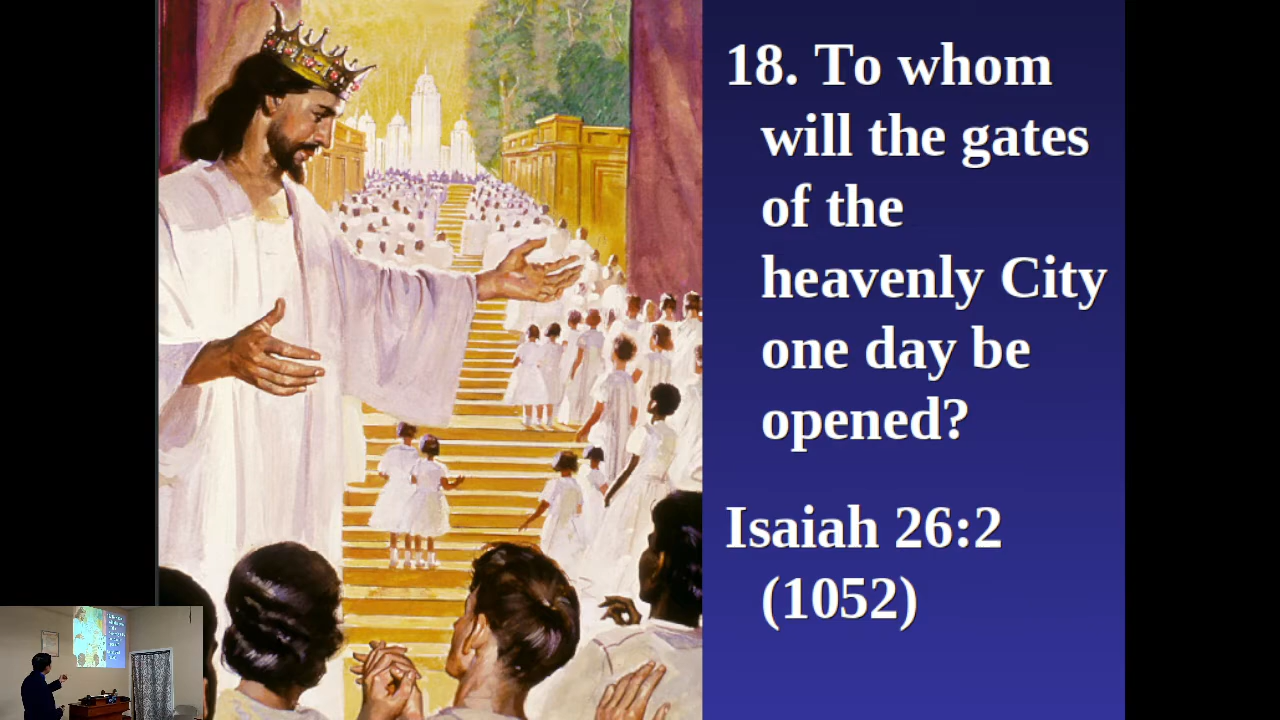 18. To whom
will the gates
of the
heavenly City
one day be
opened?
Isaiah 26:2
(1052)